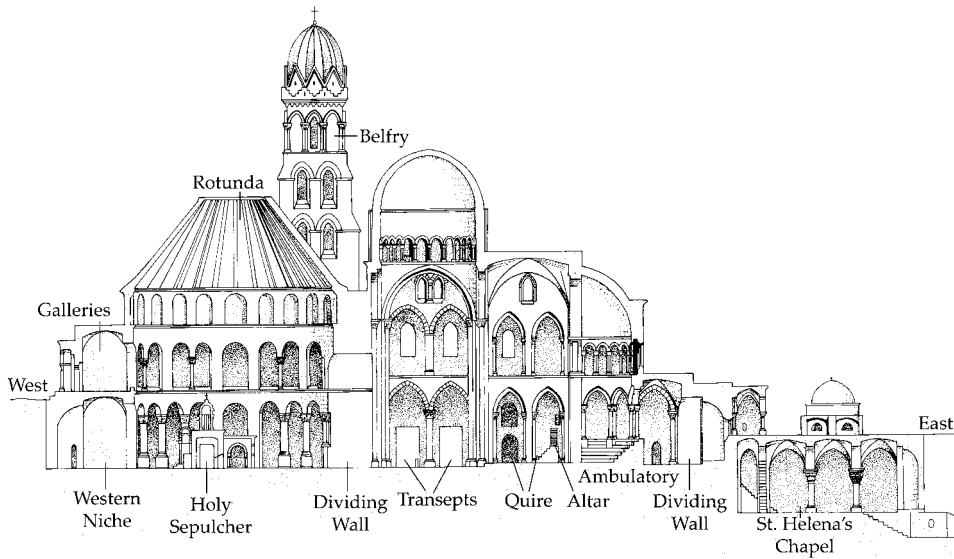 Belfry
Rotunda
Galleries
West
East
Western
Niche
Holy
Sepulcher
Dividing
Wall
Transepts
Quire
Altar
Ambulatory
Dividing
Wall
St. Helena's
Chapel